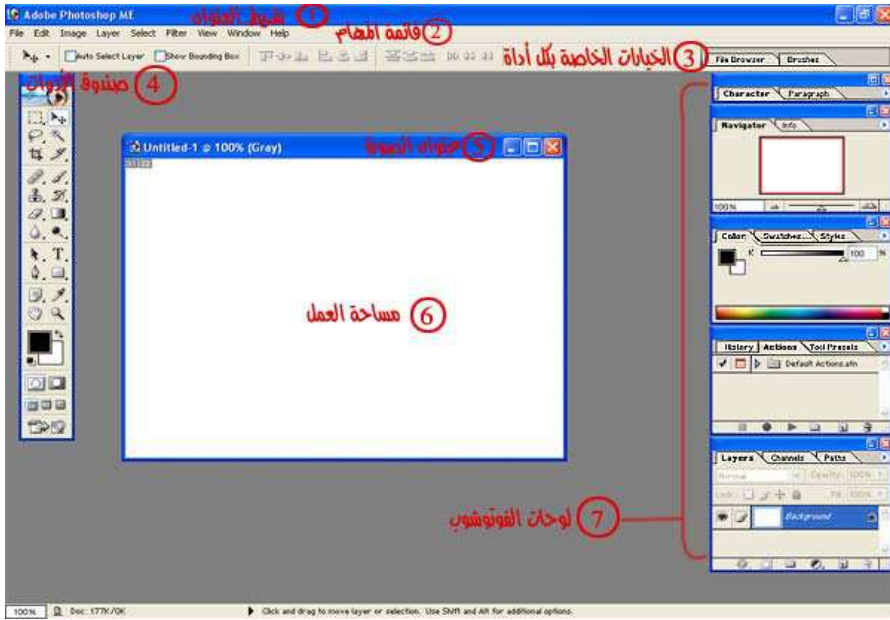 Adobe Photoshop ME
① شريط العنوان
File Edit Image Layer Select Filter View Window Help
② قائمة المهام
Auto Select Layer Show Bounding Box
③ الخيارات الخاصة بكل أداة
File Browser Brushes
④ صندوق الأدوات
Character Paragraph
Navigator Info
Untitled-1 @ 100% (Gray)
⑤ عنوان الصورة
100%
Color Swatches Styles
K 100 %
⑥ مساحة العمل
History Actions Tool Presets
Default Actions.atn
Layers Channels Paths
Normal Opacity: 100%
Lock: Fill: 100%
Background
⑦ لوحات الفوتوشوب
100% Doc: 177K/0K Click and drag to move layer or selection. Use Shift and Alt for additional options.